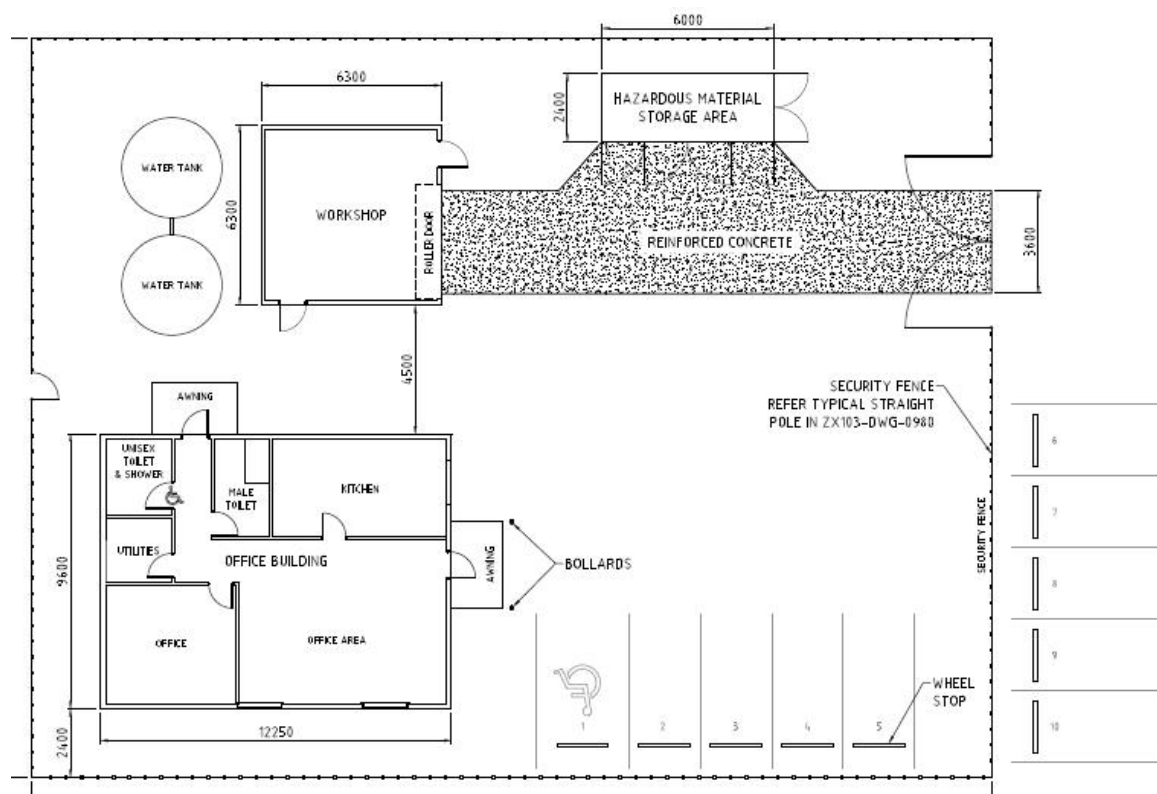 6000
6300
2400
HAZARDOUS MATERIAL
STORAGE AREA
WATER TANK
WORKSHOP
6300
ROLLER DOOR
REINFORCED CONCRETE
3600
WATER TANK
4500
SECURITY FENCE
REFER TYPICAL STRAIGHT
POLE IN ZX103-DWG-0980
AWNING
6
UNISEX
TOILET
& SHOWER
MALE
TOILET
KITCHEN
7
SECURITY FENCE
UTILITIES
OFFICE BUILDING
AWNING
BOLLARDS
8
9600
OFFICE
OFFICE AREA
9
WHEEL
STOP
1
2
3
4
5
10
12250
2400